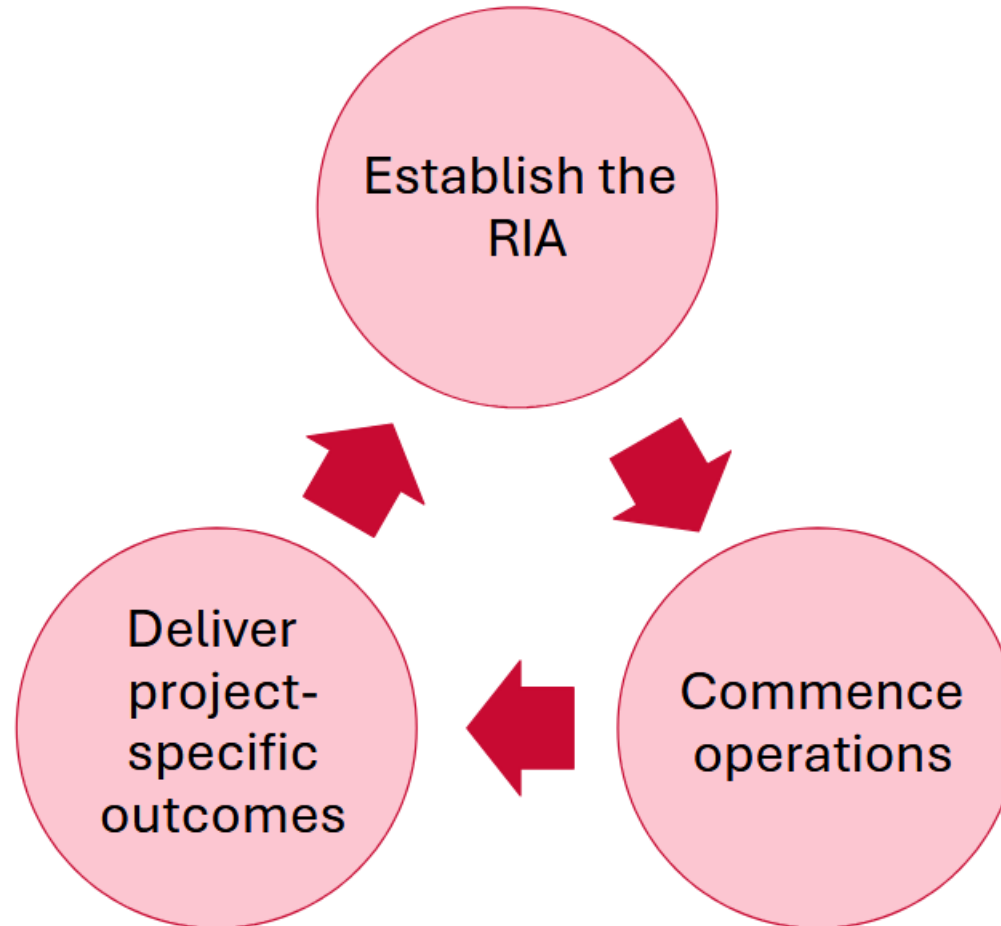 Establish the
RIA
Commence
operations
Deliver
project-
specific
outcomes